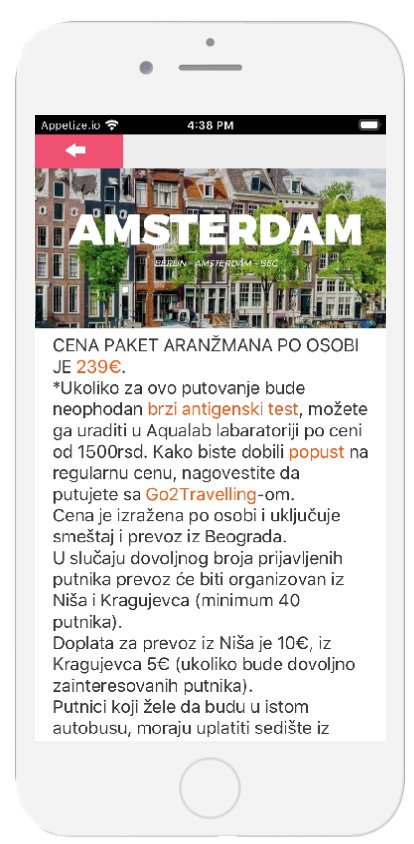 Appetize.io 4:38 PM
AMSTERDAM
BERLIN - AMSTERDAM - BEČ
CENA PAKET ARANŽMANA PO OSOBI
JE 239€.
*Ukoliko za ovo putovanje bude
neophodan brzi antigenski test, možete
ga uraditi u Aqualab labaratoriji po ceni
od 1500rsd. Kako biste dobili popust na
regularnu cenu, nagovestite da
putujete sa Go2Travelling-om.
Cena je izražena po osobi i uključuje
smeštaj i prevoz iz Beograda.
U slučaju dovoljnog broja prijavljenih
putnika prevoz će biti organizovan iz
Niša i Kragujevca (minimum 40
putnika).
Doplata za prevoz iz Niša je 10€, iz
Kragujevca 5€ (ukoliko bude dovoljno
zainteresovanih putnika).
Putnici koji žele da budu u istom
autobusu, moraju uplatiti sedište iz